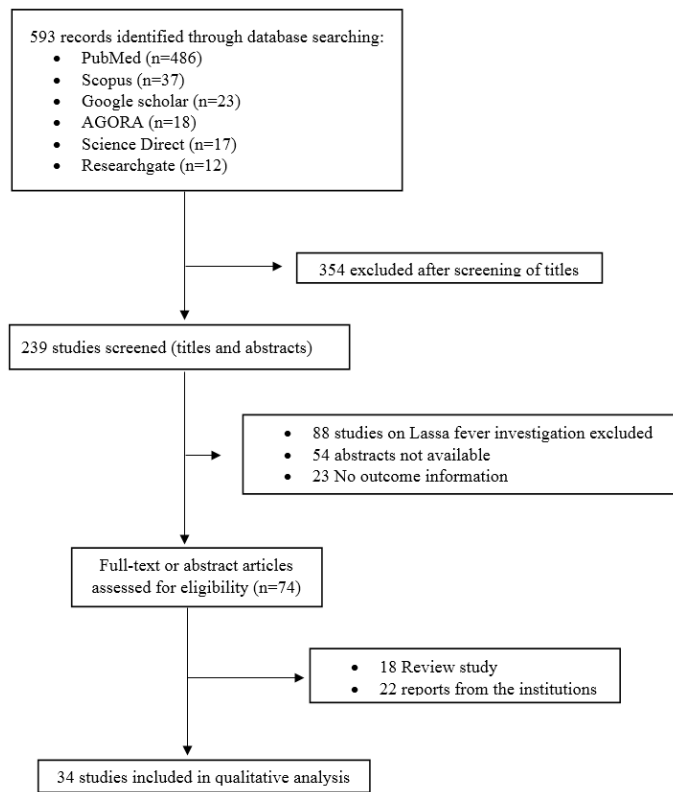 593 records identified through database searching:
• PubMed (n=486)
• Scopus (n=37)
• Google scholar (n=23)
• AGORA (n=18)
• Science Direct (n=17)
• Researchgate (n=12)
354 excluded after screening of titles
239 studies screened (titles and abstracts)
• 88 studies on Lassa fever investigation excluded
• 54 abstracts not available
• 23 No outcome information
Full-text or abstract articles
assessed for eligibility (n=74)
• 18 Review study
• 22 reports from the institutions
34 studies included in qualitative analysis